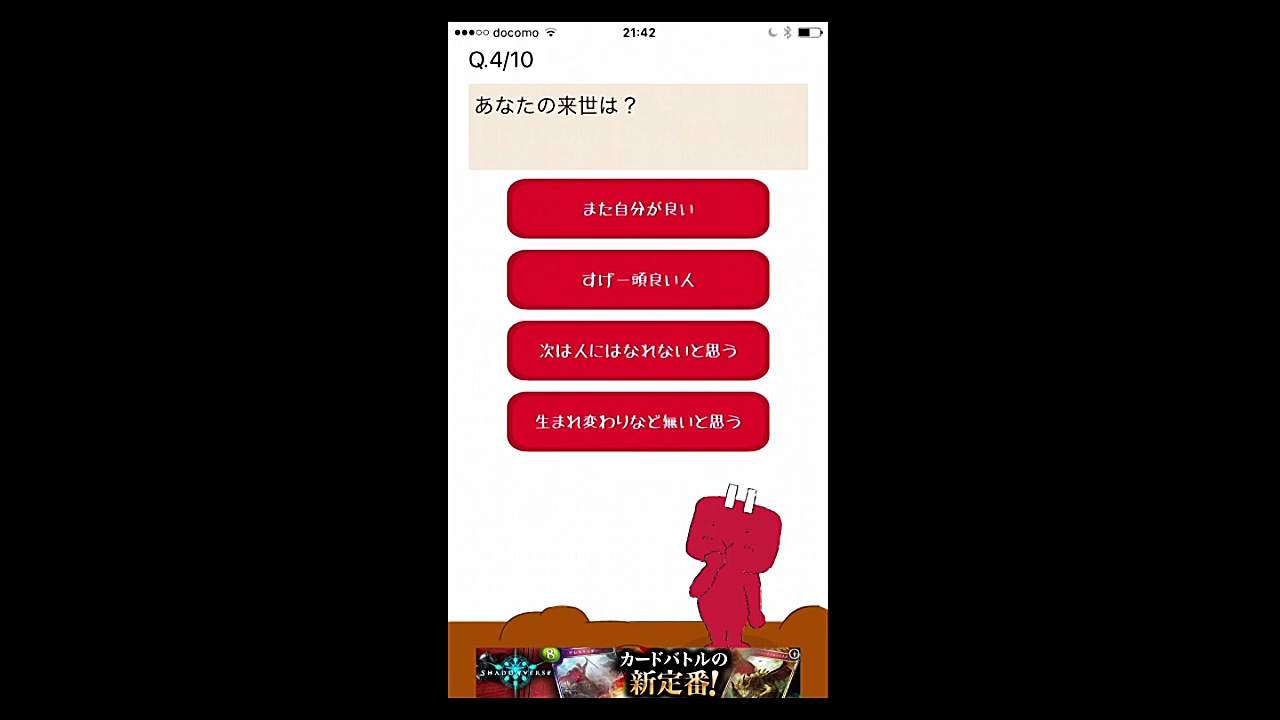 docomo
21:42
Q.4/10
あなたの来世は？
また自分が良い
すげー頭良い人
次は人にはなれないと思う
生まれ変わりなど無いと思う
SHADOWVERSE
8
カードバトルの
新定番!